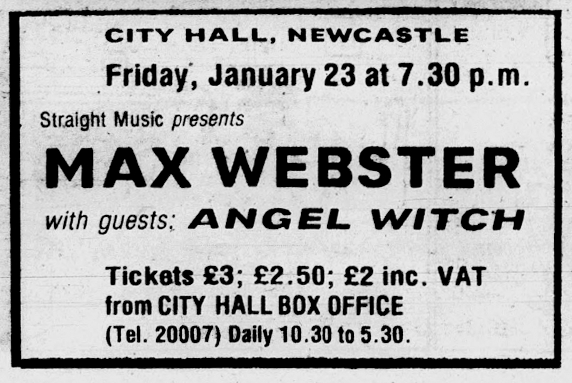 CITY HALL, NEWCASTLE
Friday, January 23 at 7.30 p.m.
Straight Music presents
MAX WEBSTER
with guests: ANGEL WITCH
Tickets £3; £2.50; £2 inc. VAT
from CITY HALL BOX OFFICE
(Tel. 20007) Daily 10.30 to 5.30.